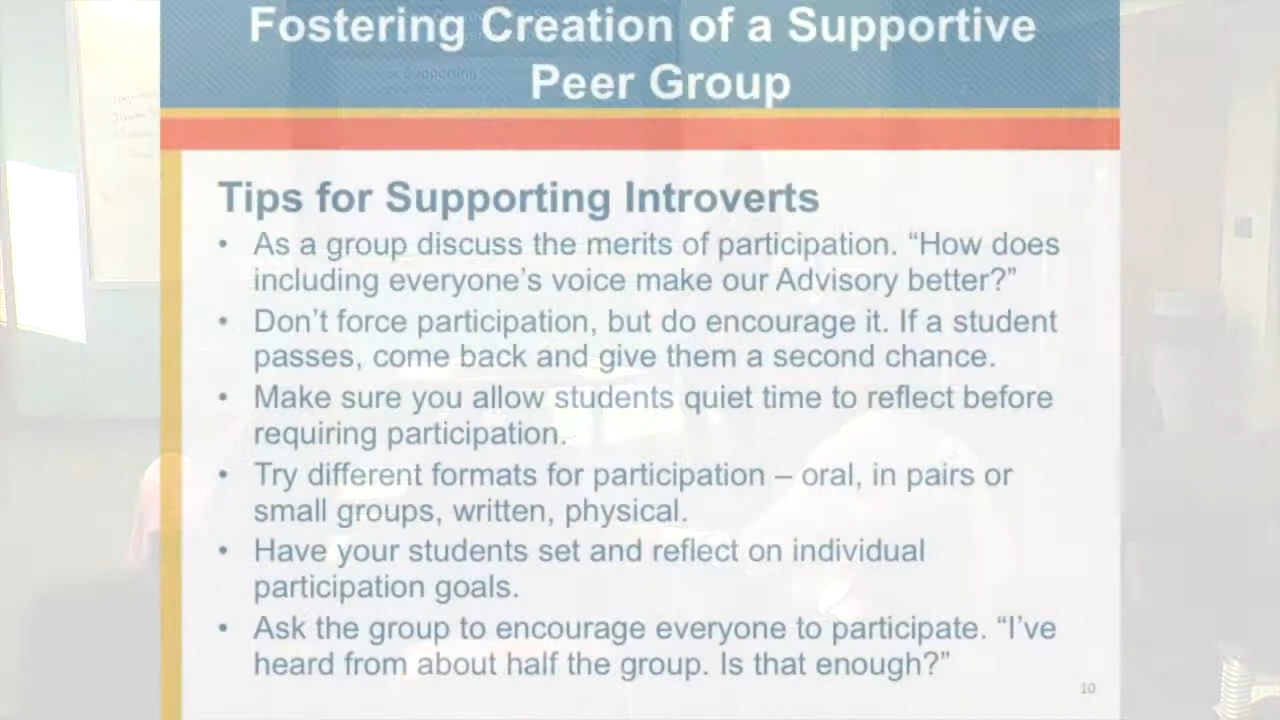 Fostering Creation of a Supportive
Peer Group
Supporting
Tips for Supporting Introverts
• As a group discuss the merits of participation. “How does
including everyone’s voice make our Advisory better?”
• Don’t force participation, but do encourage it. If a student
passes, come back and give them a second chance.
• Make sure you allow students quiet time to reflect before
requiring participation.
• Try different formats for participation – oral, in pairs or
small groups, written, physical.
• Have your students set and reflect on individual
participation goals.
• Ask the group to encourage everyone to participate. “I’ve
heard from about half the group. Is that enough?”
10